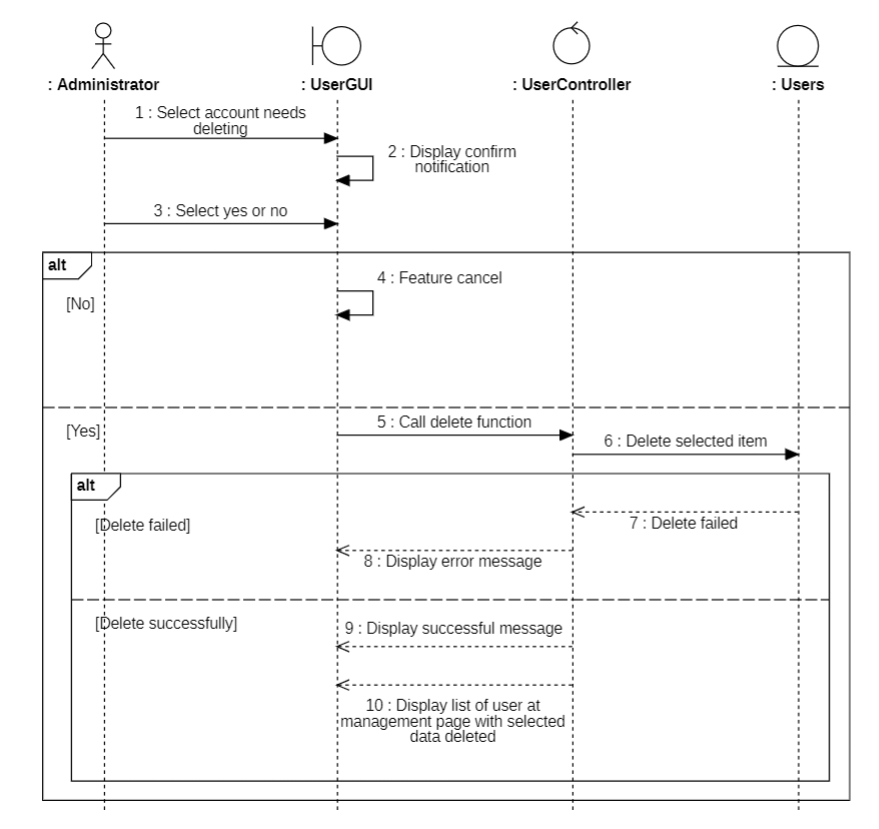 : Administrator
: UserGUI
: UserController
: Users
1 : Select account needs
deleting
2 : Display confirm
notification
3 : Select yes or no
alt
4 : Feature cancel
[No]
[Yes]
5 : Call delete function
6 : Delete selected item
alt
[Delete failed]
7 : Delete failed
8 : Display error message
[Delete successfully]
9 : Display successful message
10 : Display list of user at
management page with selected
data deleted